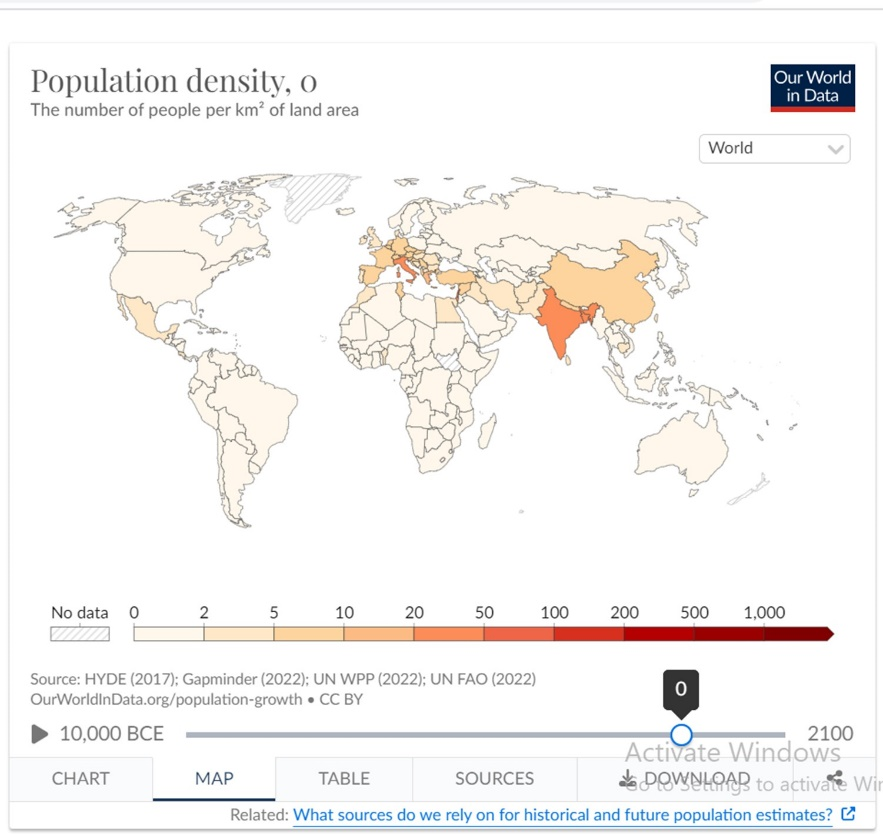 Population density, 0
The number of people per km² of land area
Our World
in Data
World
No data 0 2 5 10 20 50 100 200 500 1,000
Source: HYDE (2017); Gapminder (2022); UN WPP (2022); UN FAO (2022)
OurWorldInData.org/population-growth • CC BY
0
10,000 BCE 2100
Activate Windows
CHART MAP TABLE SOURCES DOWNLOAD
Go to Settings to activate Win
Related: What sources do we rely on for historical and future population estimates?